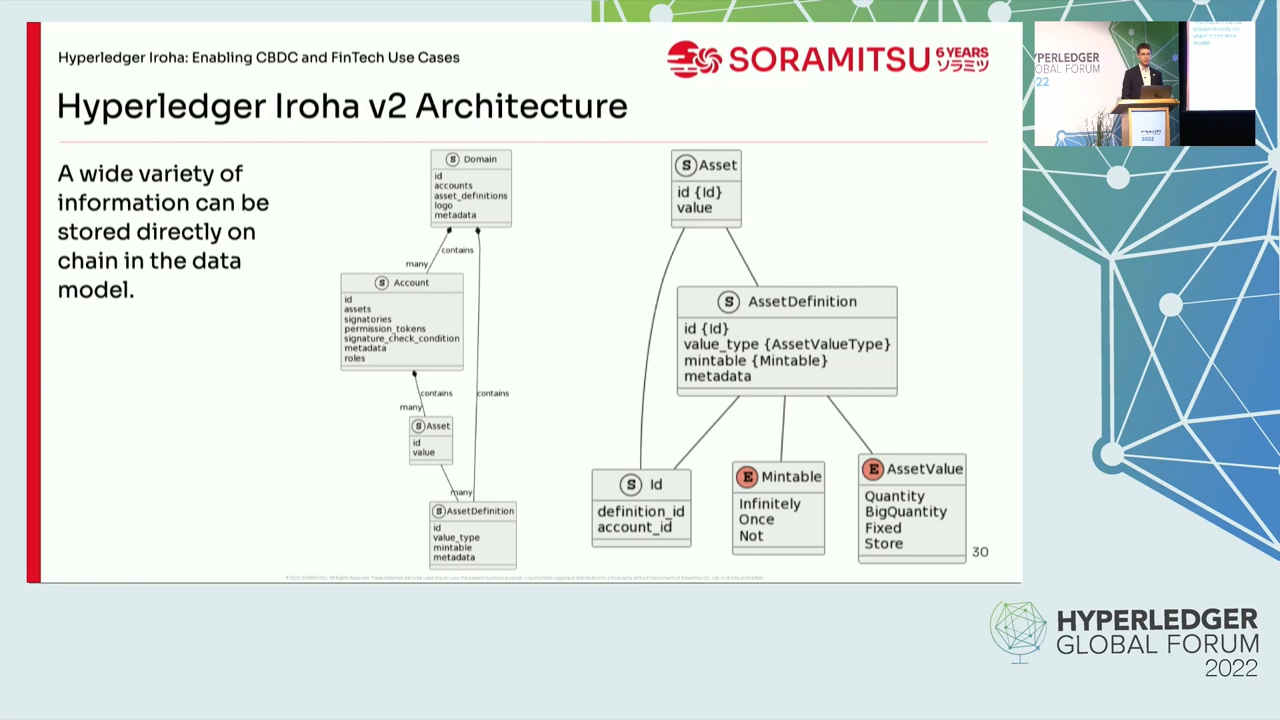 Hyperledger Iroha: Enabling CBDC and FinTech Use Cases
SORAMITSU
6 YEARS
ソラミツ
Hyperledger Iroha v2 Architecture
A wide variety of
information can be
stored directly on
chain in the data
model.
S Domain
id
accounts
asset_definitions
logo
metadata
contains
many
S Account
id
assets
signatories
permission_tokens
signature_check_condition
metadata
roles
contains
contains
many
S Asset
id
value
many
S AssetDefinition
id
value_type
mintable
metadata
S Asset
id {Id}
value
S AssetDefinition
id {Id}
value_type {AssetValueType}
mintable {Mintable}
metadata
S Id
definition_id
account_id
E Mintable
Infinitely
Once
Not
E AssetValue
Quantity
BigQuantity
Fixed
Store
30
HYPERLEDGER
GLOBAL FORUM
2022